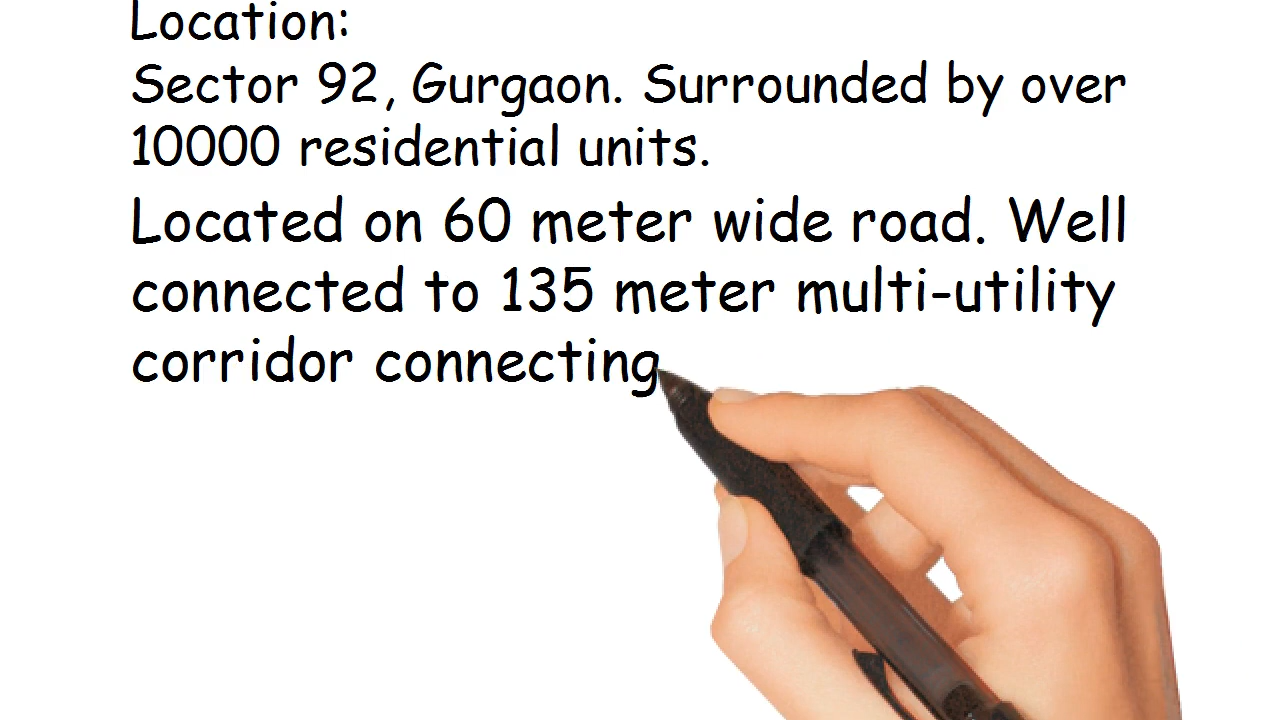 Location:
Sector 92, Gurgaon. Surrounded by over
10000 residential units.
Located on 60 meter wide road. Well
connected to 135 meter multi-utility
corridor connecting